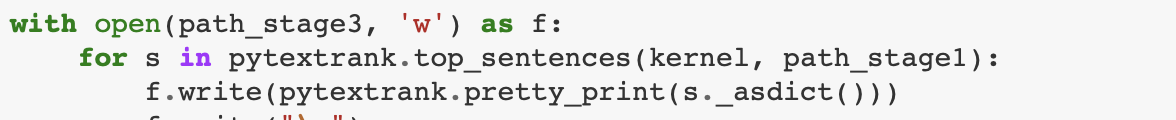 with open(path_stage3, 'w') as f:
    for s in pytextrank.top_sentences(kernel, path_stage1):
        f.write(pytextrank.pretty_print(s._asdict()))